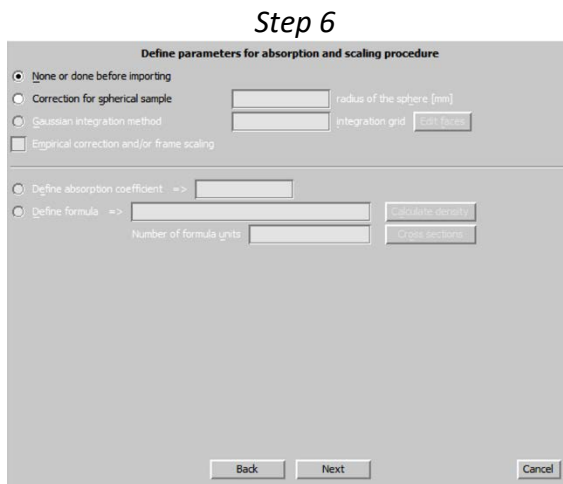 Step 6
Define parameters for absorption and scaling procedure
None or done before importing
Correction for spherical sample radius of the sphere [mm]
Gaussian integration method integration grid Edit faces
Empirical correction and/or frame scaling
Define absorption coefficient =>
Define formula => Calculate density
Number of formula units Cross sections
Back Next Cancel